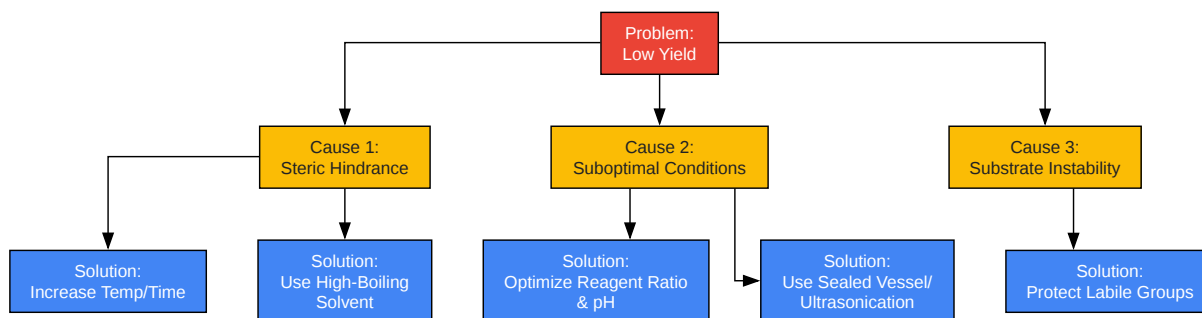 Problem:
Low Yield
Cause 1:
Steric Hindrance
Cause 2:
Suboptimal Conditions
Cause 3:
Substrate Instability
Solution:
Increase Temp/Time
Solution:
Use High-Boiling
Solvent
Solution:
Optimize Reagent Ratio
& pH
Solution:
Use Sealed Vessel/
Ultrasonication
Solution:
Protect Labile Groups